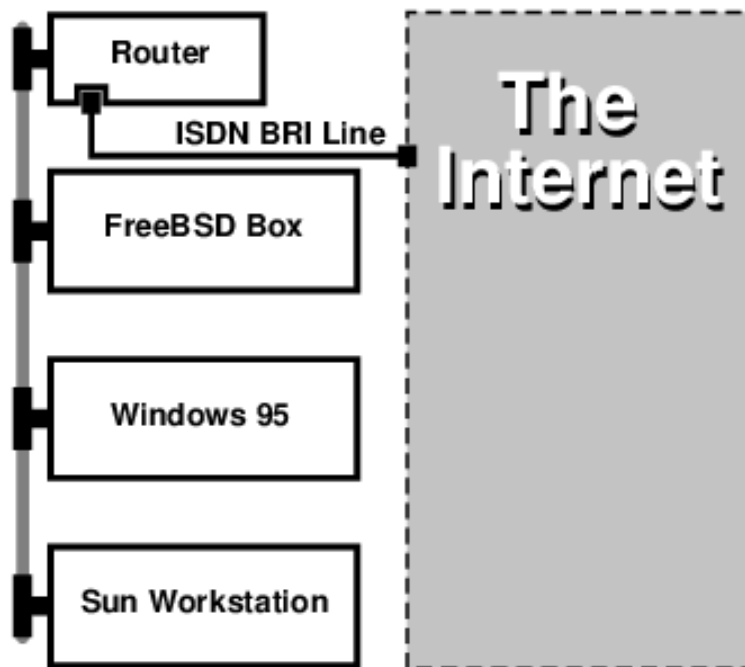 Router
ISDN BRI Line
The
Internet
FreeBSD Box
Windows 95
Sun Workstation